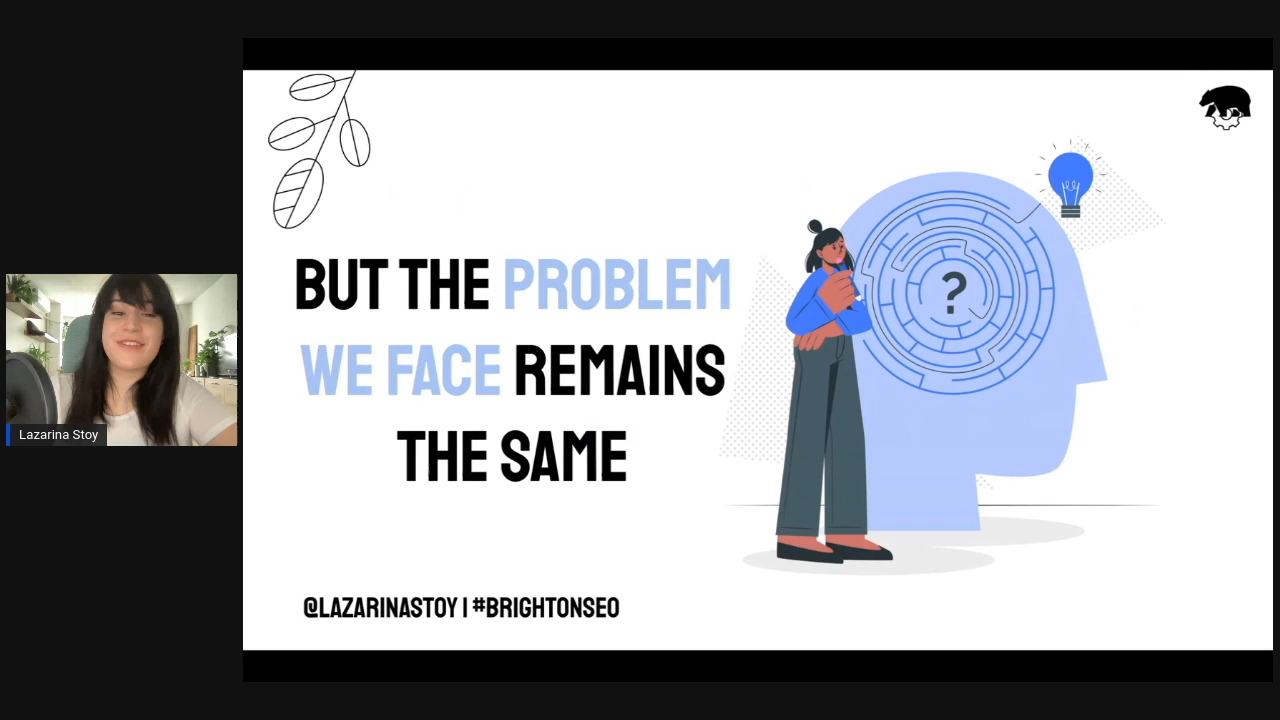 BUT THE PROBLEM
WE FACE REMAINS
THE SAME
@LAZARINASTOY | #BRIGHTONSEO
Lazarina Stoy
?